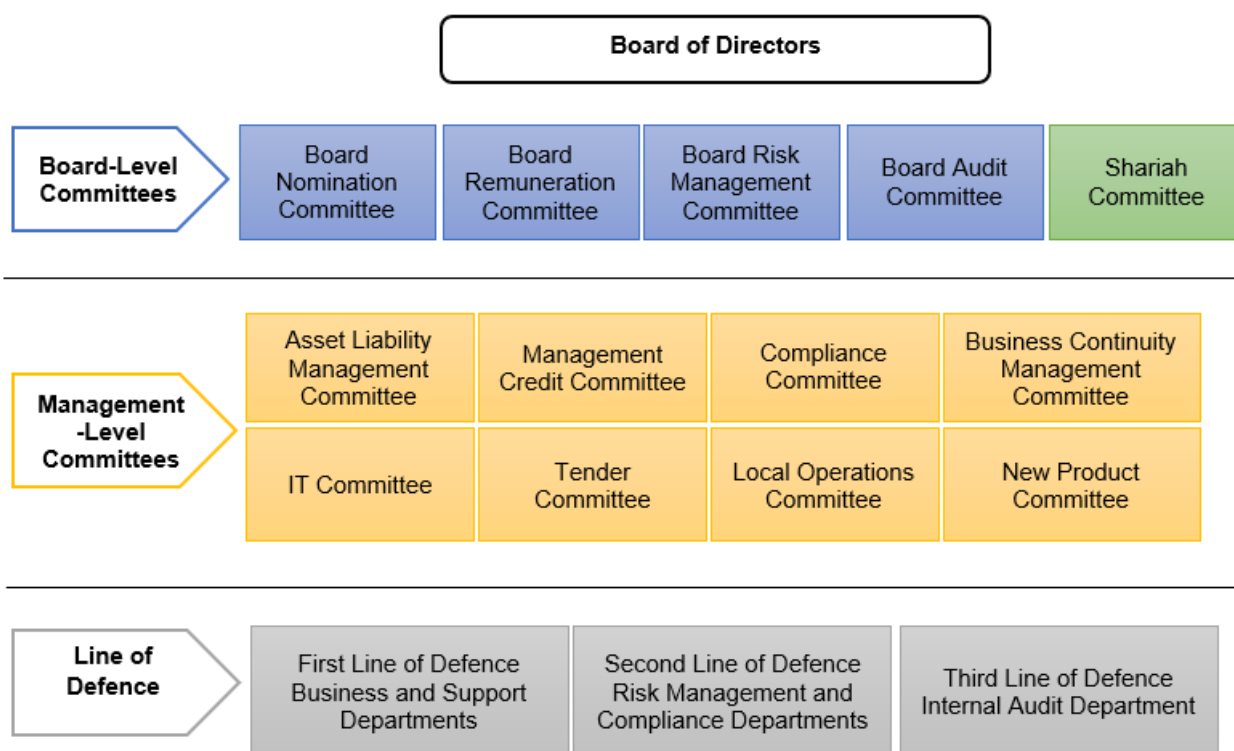 Board of Directors
Board-Level
Committees
Board
Nomination
Committee
Board
Remuneration
Committee
Board Risk
Management
Committee
Board Audit
Committee
Shariah
Committee
Management
-Level
Committees
Asset Liability
Management
Committee
Management
Credit Committee
Compliance
Committee
Business Continuity
Management
Committee
IT Committee
Tender
Committee
Local Operations
Committee
New Product
Committee
Line of
Defence
First Line of Defence
Business and Support
Departments
Second Line of Defence
Risk Management and
Compliance Departments
Third Line of Defence
Internal Audit Department